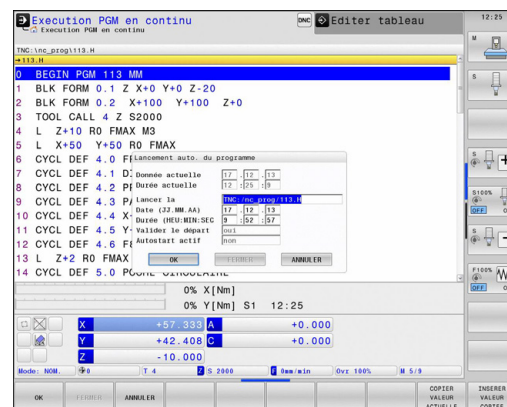 Execution PGM en continu
DNC Editer tableau
12:25
Execution PGM en continu
TNC:\nc_prog\113.H
→113.H
0 BEGIN PGM 113 MM
1 BLK FORM 0.1 Z X+0 Y+0 Z-20
2 BLK FORM 0.2 X+100 Y+100 Z+0
3 TOOL CALL 4 Z S2000
4 L Z+10 R0 FMAX M3
5 L X+50 Y+50 R0 FMAX
6 CYCL DEF 4.0
7 CYCL DEF 4.1
8 CYCL DEF 4.2
9 CYCL DEF 4.3
10 CYCL DEF 4.4 X
11 CYCL DEF 4.5 Y
12 CYCL DEF 4.6
13 L Z+2 R0 FMAX
14 CYCL DEF 5.0 POCHE CIRCULAIRE
Lancement auto. du programme
Donnée actuelle 17 .12 .13
Durée actuelle 12 :25 :9
Lancer la TNC:/nc_prog/113.H
Date (JJ.MM.AA) 17 .12 .13
Durée (HEU:MIN:SEC 9 :52 :57
Valider le départ oui
Autostart actif non
OK FERMER ANNULER
0% X[Nm]
0% Y[Nm] S1 12:25
X +57.333 A +0.000
Y +42.408 C +0.000
Z -10.000
Mode: NOM. 0 T 4 Z S 2000 F 0mm/min Ovr 100% M 5/9
M
S
S
S100%
OFF
S
F100%
OFF
OK FERMER ANNULER
COPIER VALEUR ACTUELLE
INSERER VALEUR COPIEE